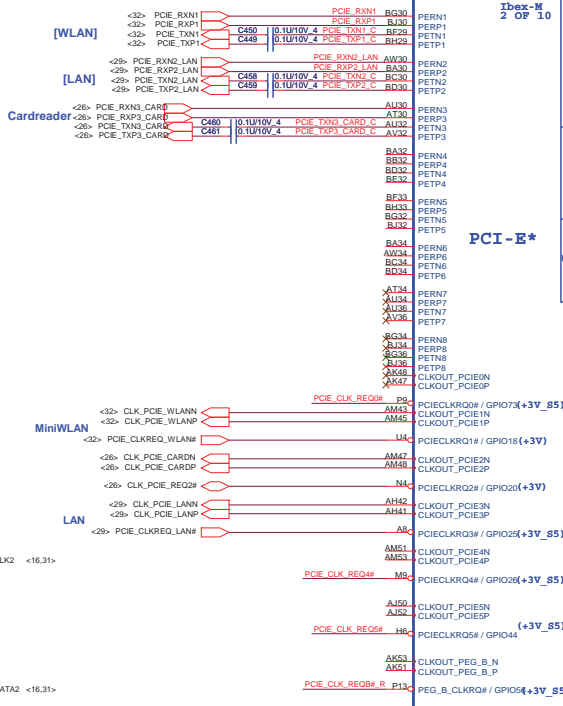 Ibex-M
2 OF 10
<32> PCIE_RXN1 PCIE_RXN1 BG30 PERN1
<32> PCIE_RXP1 PCIE_RXP1 BJ30 PERP1
[WLAN] <32> PCIE_TXN1 C450 0.1U/10V_4 PCIE_TXN1_C BF29 PETN1
<32> PCIE_TXP1 C449 0.1U/10V_4 PCIE_TXP1_C BH29 PETP1
<29> PCIE_RXN2_LAN PCIE_RXN2_LAN AW30 PERN2
<29> PCIE_RXP2_LAN PCIE_RXP2_LAN BA30 PERP2
[LAN] <29> PCIE_TXN2_LAN C458 0.1U/10V_4 PCIE_TXN2_C BC30 PETN2
<29> PCIE_TXP2_LAN C459 0.1U/10V_4 PCIE_TXP2_C BD30 PETP2
<26> PCIE_RXN3_CARD AU30 PERN3
Cardreader <26> PCIE_RXP3_CARD AT30 PERP3
<26> PCIE_TXN3_CARD C460 0.1U/10V_4 PCIE_TXN3_CARD_C AU32 PETN3
<26> PCIE_TXP3_CARD C461 0.1U/10V_4 PCIE_TXP3_CARD_C AV32 PETP3
BA32 PERN4
BB32 PERP4
BD32 PETN4
BE32 PETP4
BF33 PERN5
BH33 PERP5
BG32 PETN5
BJ32 PETP5
PCI-E*
BA34 PERN6
AW34 PERP6
BC34 PETN6
BD34 PETP6
AT34 PERN7
AU34 PERP7
AU36 PETN7
AV36 PETP7
BG34 PERN8
BJ34 PERP8
BG36 PETN8
BJ36 PETP8
AK48 CLKOUT_PCIE0N
AK47 CLKOUT_PCIE0P
PCIE_CLK_REQ0# P9 PCIECLKRQ0# / GPIO73 (+3V_S5)
<32> CLK_PCIE_WLANN AM43 CLKOUT_PCIE1N
<32> CLK_PCIE_WLANP AM45 CLKOUT_PCIE1P
MiniWLAN
<32> PCIE_CLKREQ_WLAN# U4 PCIECLKRQ1# / GPIO18 (+3V)
<26> CLK_PCIE_CARDN AM47 CLKOUT_PCIE2N
<26> CLK_PCIE_CARDP AM48 CLKOUT_PCIE2P
<26> PCIE_CLK_REQ2# N4 PCIECLKRQ2# / GPIO20 (+3V)
<29> CLK_PCIE_LANN AH42 CLKOUT_PCIE3N
<29> CLK_PCIE_LANP AH41 CLKOUT_PCIE3P
LAN
<29> PCIE_CLKREQ_LAN# A8 PCIECLKRQ3# / GPIO25 (+3V_S5)
AM51 CLKOUT_PCIE4N
LK2 <16,31> AM53 CLKOUT_PCIE4P
PCIE_CLK_REQ4# M9 PCIECLKRQ4# / GPIO26 (+3V_S5)
AJ50 CLKOUT_PCIE5N
AJ52 CLKOUT_PCIE5P
(+3V_S5)
PCIE_CLK_REQ5# H6 PCIECLKRQ5# / GPIO44
AK53 CLKOUT_PEG_B_N
AK51 CLKOUT_PEG_B_P
ATA2 <16,31> PCIE_CLK_REQB#_R P13 PEG_B_CLKRQ# / GPIO56 (+3V_S5